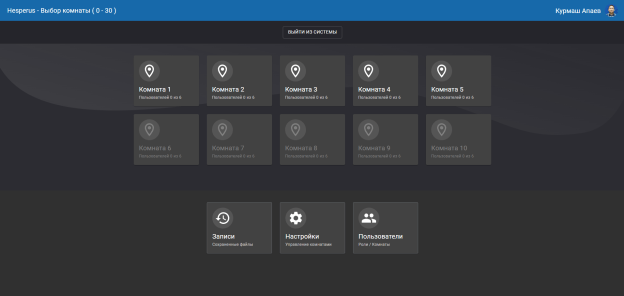 Hesperus - Выбор комнаты ( 0 - 30 )
Курмаш Апаев
ВЫЙТИ ИЗ СИСТЕМЫ
Комната 1
Пользователей 0 из 6
Комната 2
Пользователей 0 из 6
Комната 3
Пользователей 0 из 6
Комната 4
Пользователей 0 из 6
Комната 5
Пользователей 0 из 6
Комната 6
Пользователей 0 из 6
Комната 7
Пользователей 0 из 6
Комната 8
Пользователей 0 из 6
Комната 9
Пользователей 0 из 6
Комната 10
Пользователей 0 из 6
Записи
Сохраненные файлы
Настройки
Управление комнатами
Пользователи
Роли / Комнаты